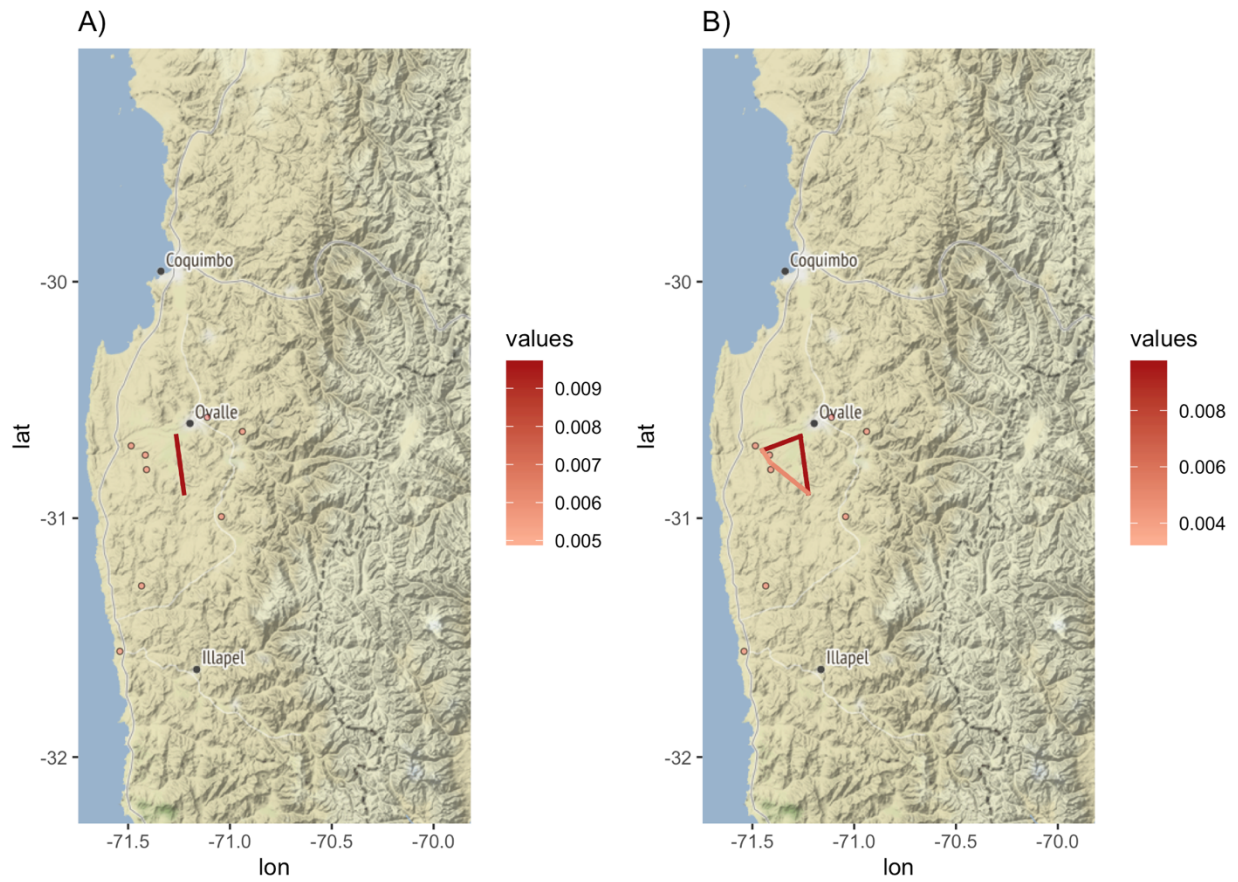 A)
Coquimbo
Ovalle
Illapel
-30
-31
-32
lat
-71.5 -71.0 -70.5 -70.0
lon
values
0.009
0.008
0.007
0.006
0.005
B)
Coquimbo
Ovalle
Illapel
-30
-31
-32
lat
-71.5 -71.0 -70.5 -70.0
lon
values
0.008
0.006
0.004